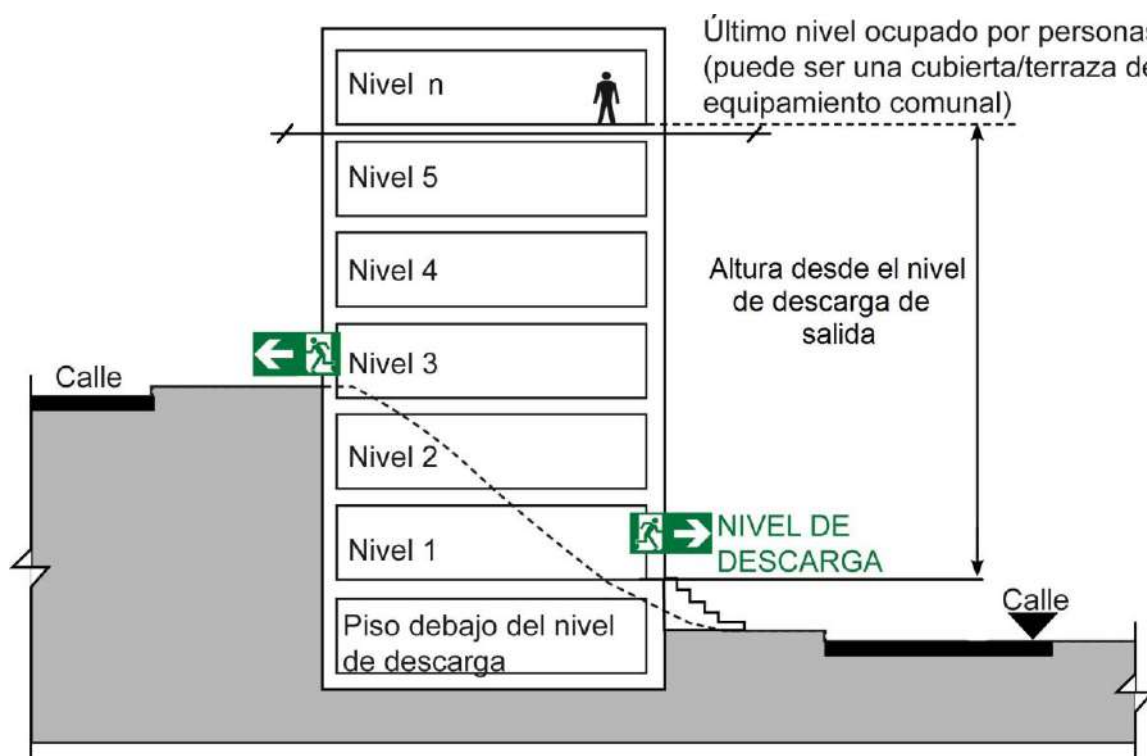 Último nivel ocupado por personas
(puede ser una cubierta/terraza de
equipamiento comunal)
Nivel n
Nivel 5
Nivel 4
Altura desde el nivel
de descarga de
salida
Nivel 3
Calle
Nivel 2
Nivel 1
NIVEL DE
DESCARGA
Calle
Piso debajo del nivel
de descarga